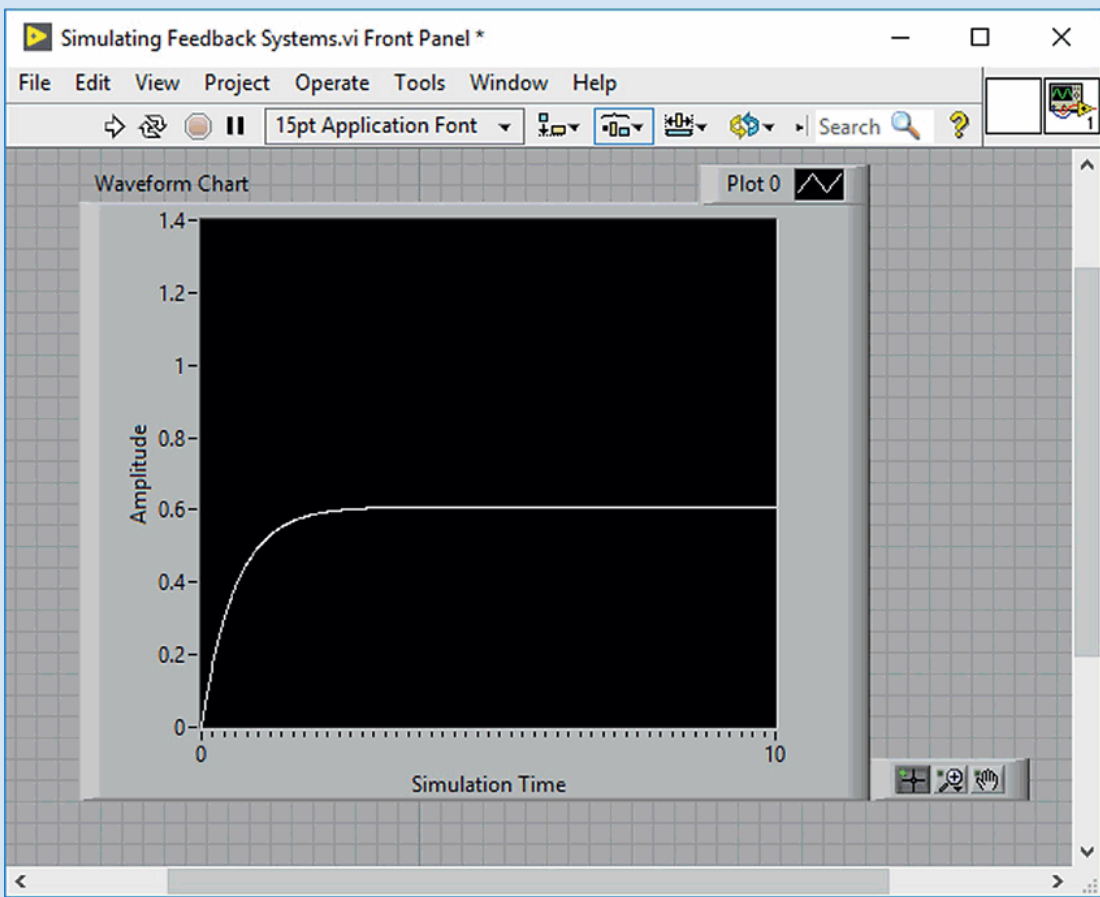 Simulating Feedback Systems.vi Front Panel *
File Edit View Project Operate Tools Window Help
15pt Application Font Search ? 1
Waveform Chart Plot 0
1.4
1.2
1
0.8
0.6
0.4
0.2
0
Amplitude
0 10
Simulation Time